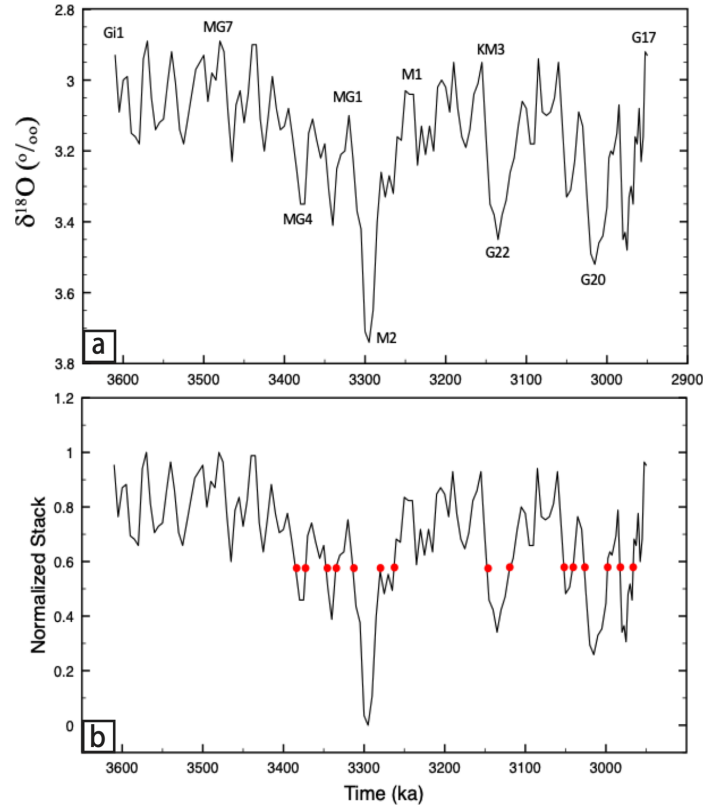 2.8
Gi1
MG7
G17
KM3
M1
MG1
3
3.2
δ¹⁸O (º/ₒₒ)
MG4
3.4
G22
G20
3.6
M2
a
3.8
3600 3500 3400 3300 3200 3100 3000 2900
1.2
1
0.8
Normalized Stack
0.6
0.4
0.2
0
b
3600 3500 3400 3300 3200 3100 3000
Time (ka)